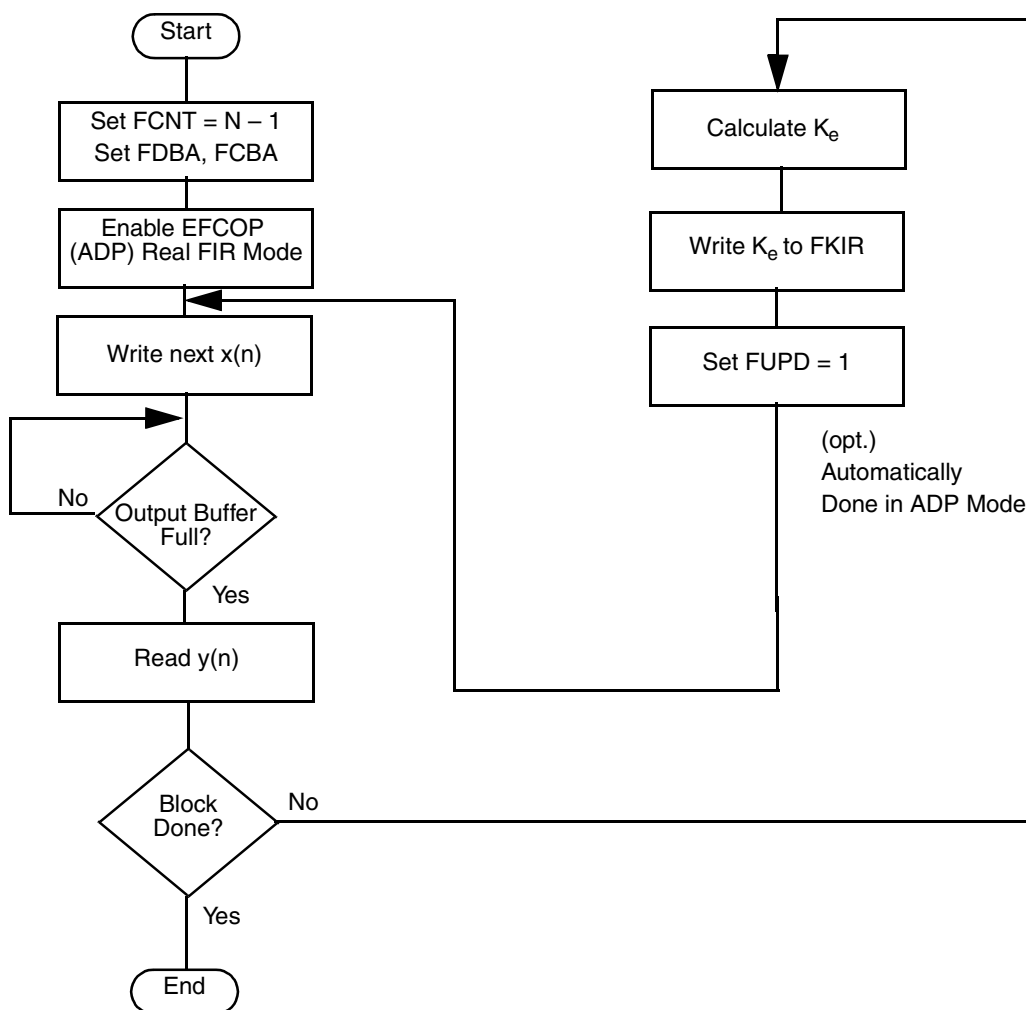 Start
Set FCNT = N – 1
Set FDBA, FCBA
Enable EFCOP
(ADP) Real FIR Mode
Write next x(n)
No
Output Buffer
Full?
Yes
Read y(n)
Block
Done?
No
Yes
End
Calculate Ke
Write Ke to FKIR
Set FUPD = 1
(opt.)
Automatically
Done in ADP Mode